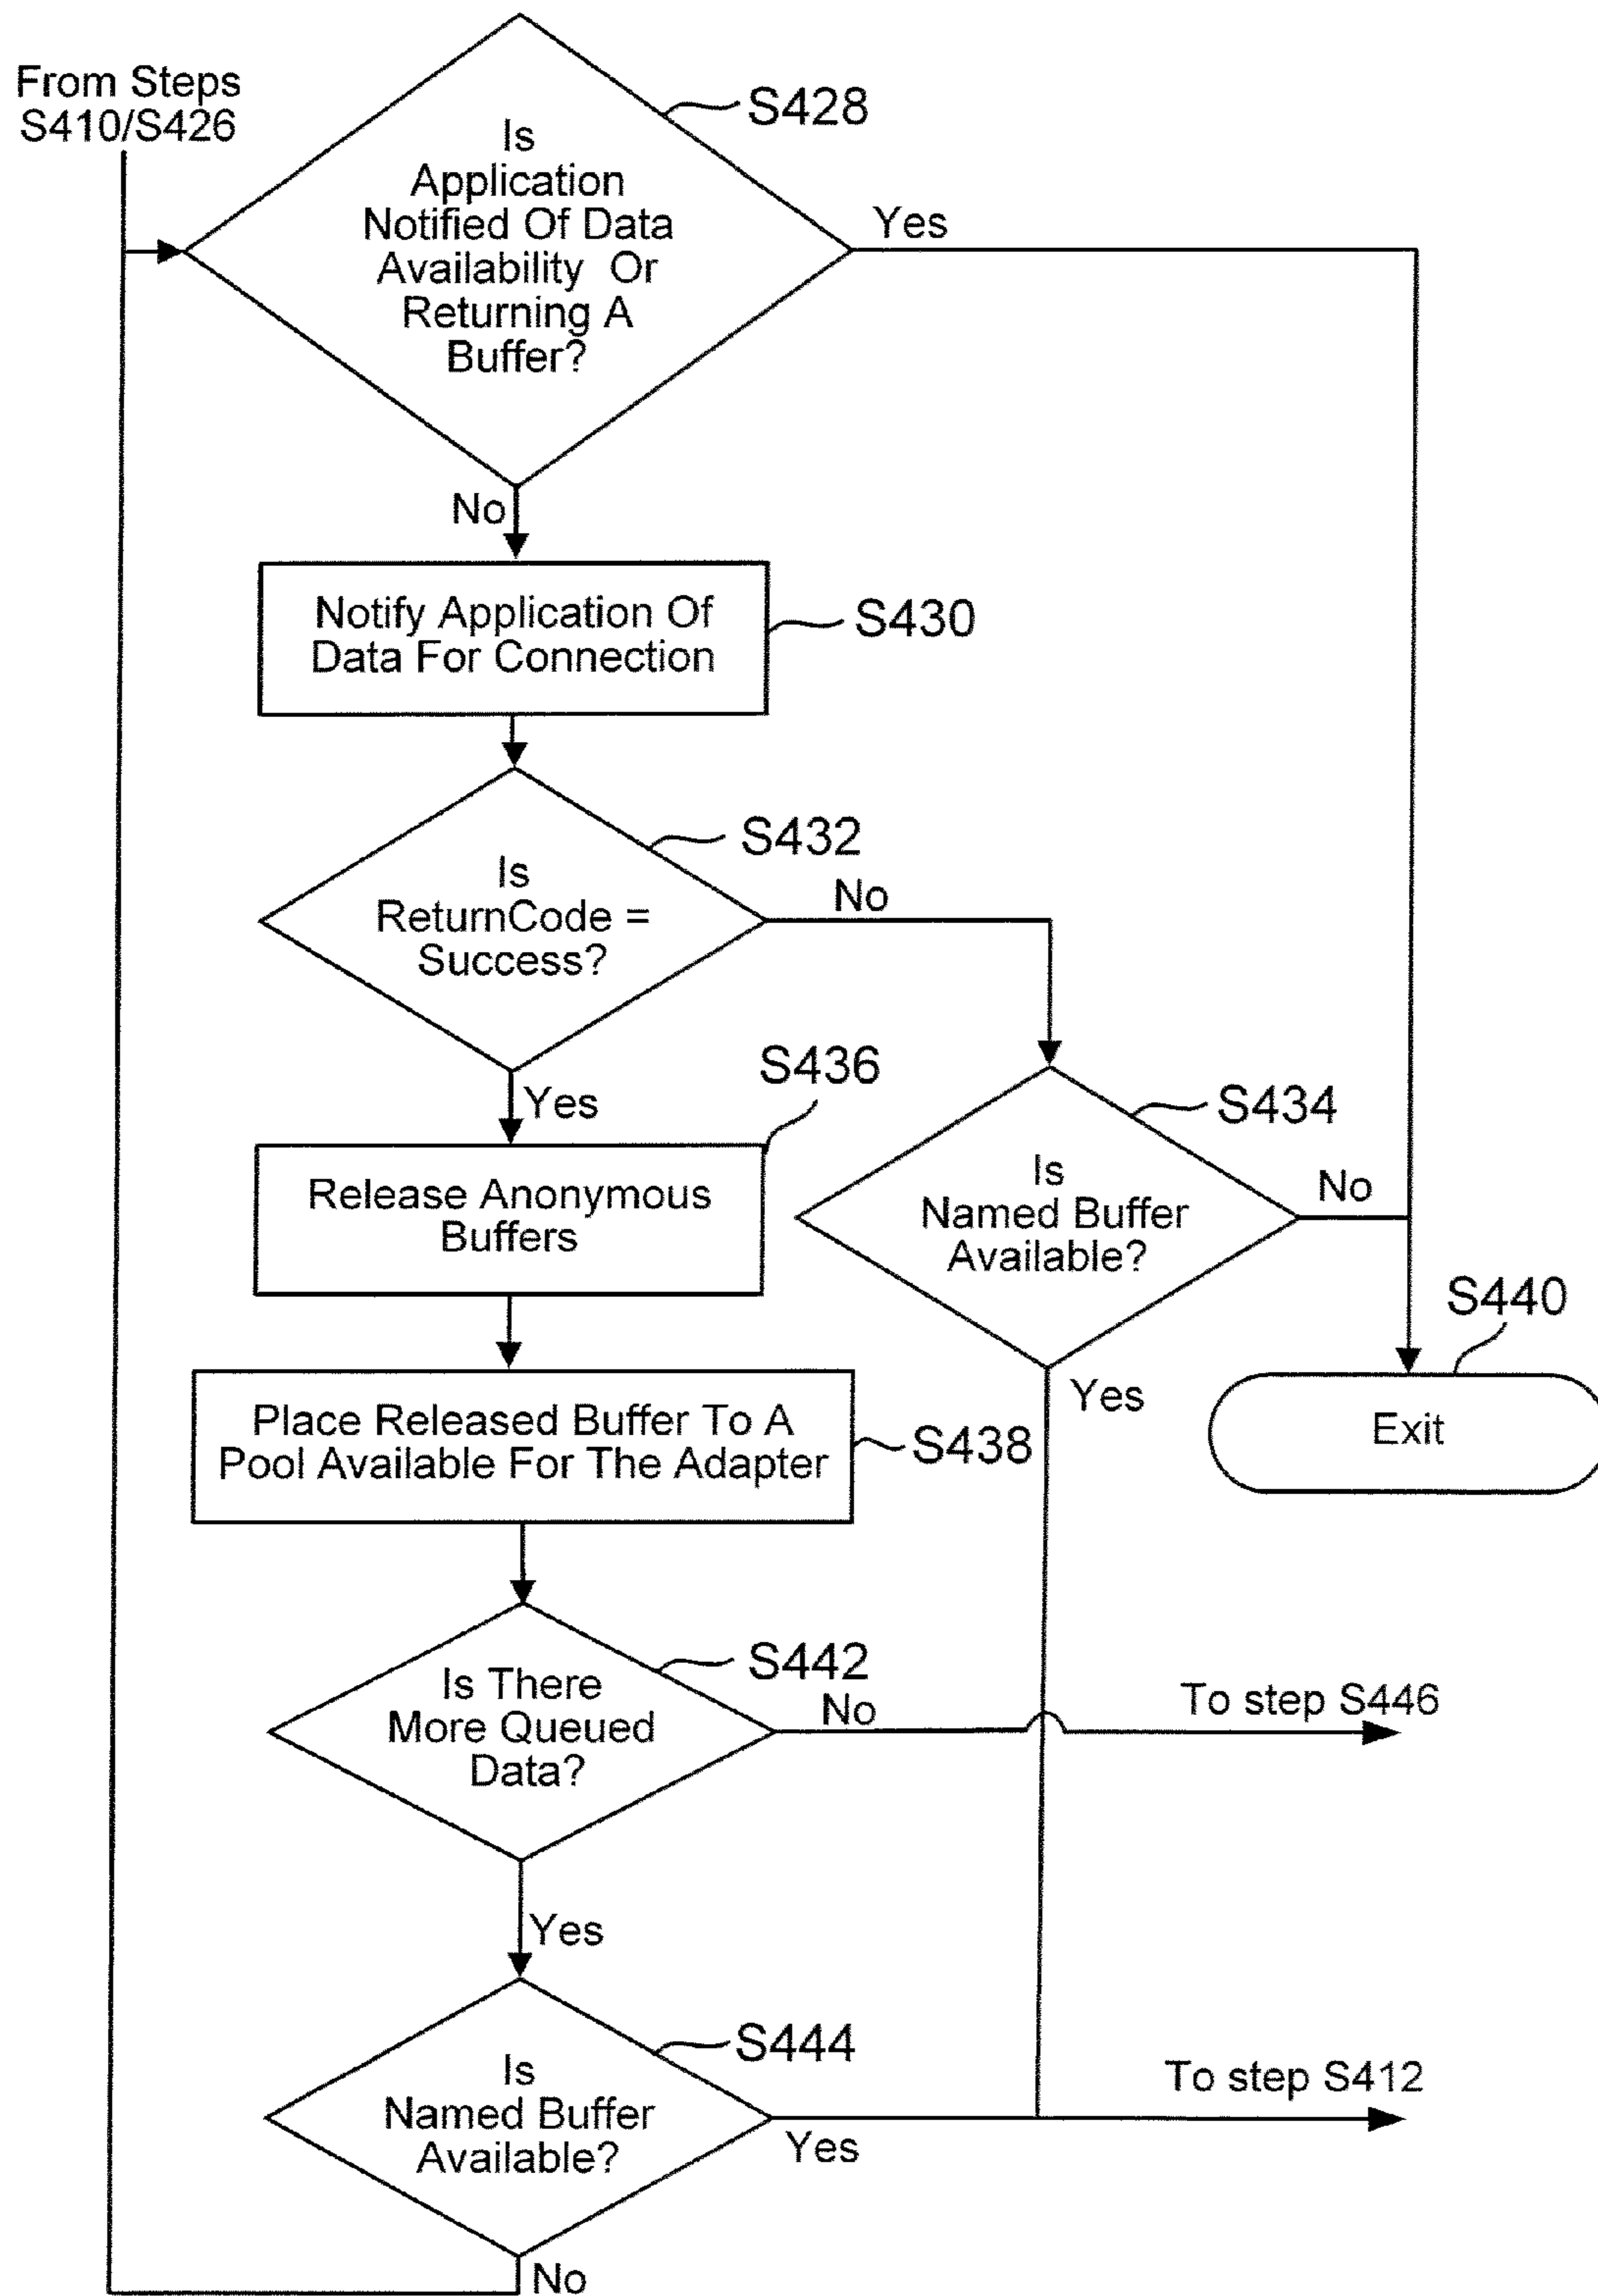 From Steps
S410/S426
S428
Is
Application
Notified Of Data
Availability Or
Returning A
Buffer?
Yes
No
Notify Application Of
Data For Connection
S430
S432
Is
ReturnCode =
Success?
No
Yes
S436
Release Anonymous
Buffers
S434
Is
Named Buffer
Available?
No
Yes
S440
Exit
Place Released Buffer To A
Pool Available For The Adapter
S438
S442
Is There
More Queued
Data?
No
To step S446
Yes
S444
Is
Named Buffer
Available?
Yes
To step S412
No